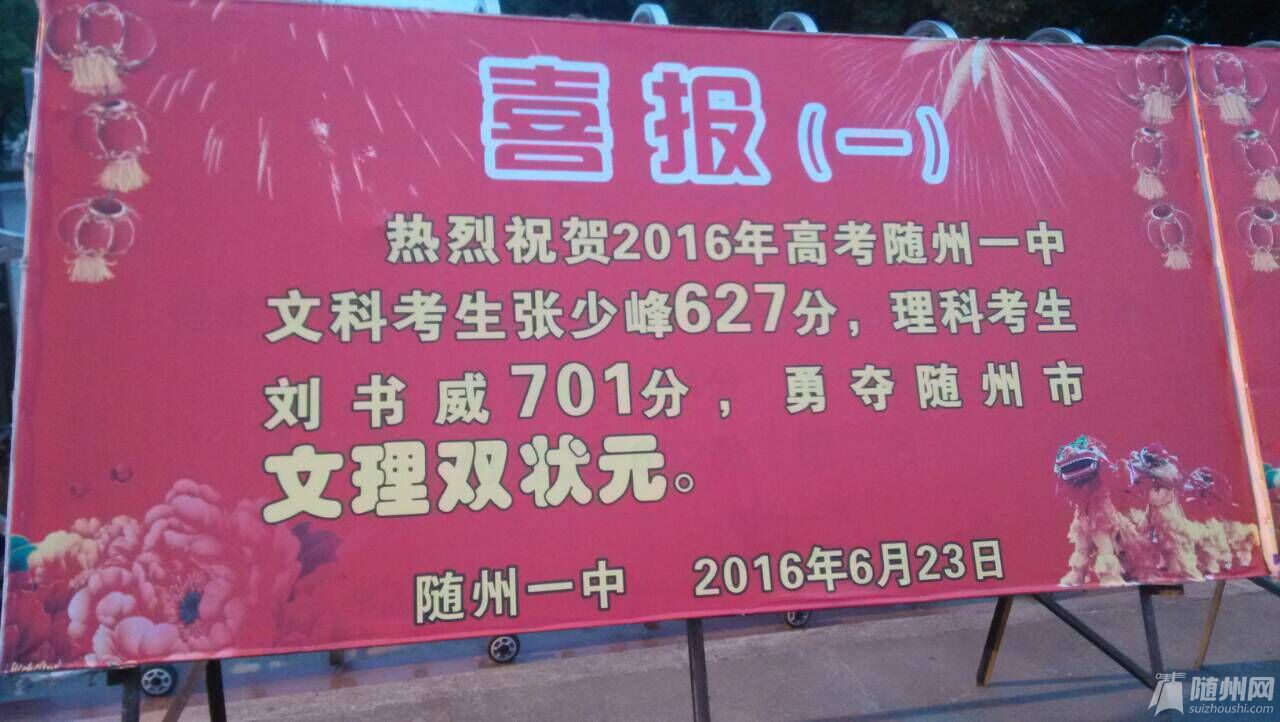 喜报（一）
热烈祝贺2016年高考随州一中
文科考生张少峰627分，理科考生
刘书威701分，勇夺随州市
文理双状元。
随州一中 2016年6月23日
随州网
suizhoushi.com